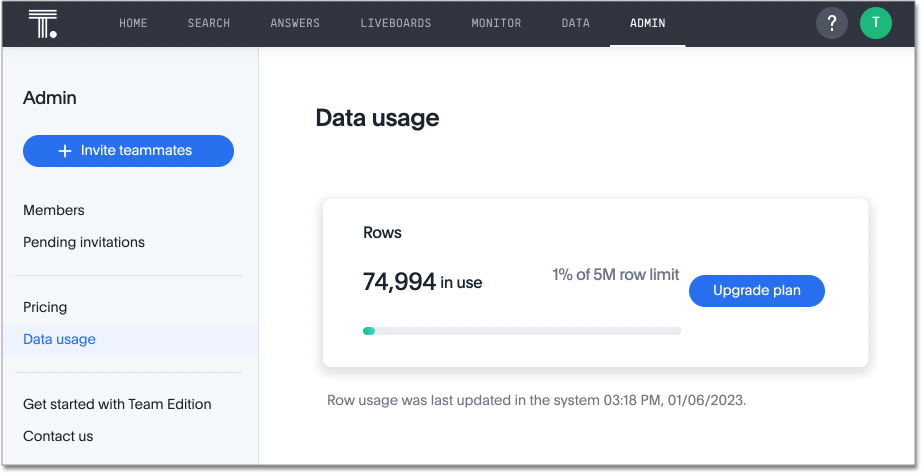 T. HOME SEARCH ANSWERS LIVEBOARDS MONITOR DATA ADMIN ? T
Admin
+ Invite teammates
Members
Pending invitations
Pricing
Data usage
Get started with Team Edition
Contact us
Data usage
Rows
74,994 in use
1% of 5M row limit
Upgrade plan
Row usage was last updated in the system 03:18 PM, 01/06/2023.